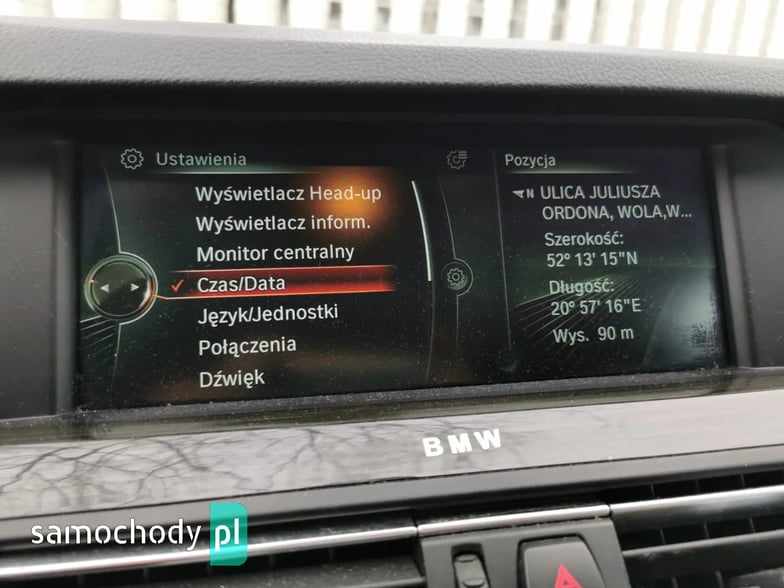 Ustawienia
Wyświetlacz Head-up
Wyświetlacz inform.
Monitor centralny
Czas/Data
Język/Jednostki
Połączenia
Dźwięk
Pozycja
N ULICA JULIUSZA
ORDONA, WOLA,W...
Szerokość:
52° 13' 15"N
Długość:
20° 57' 16"E
Wys. 90 m
BMW
samochody pl